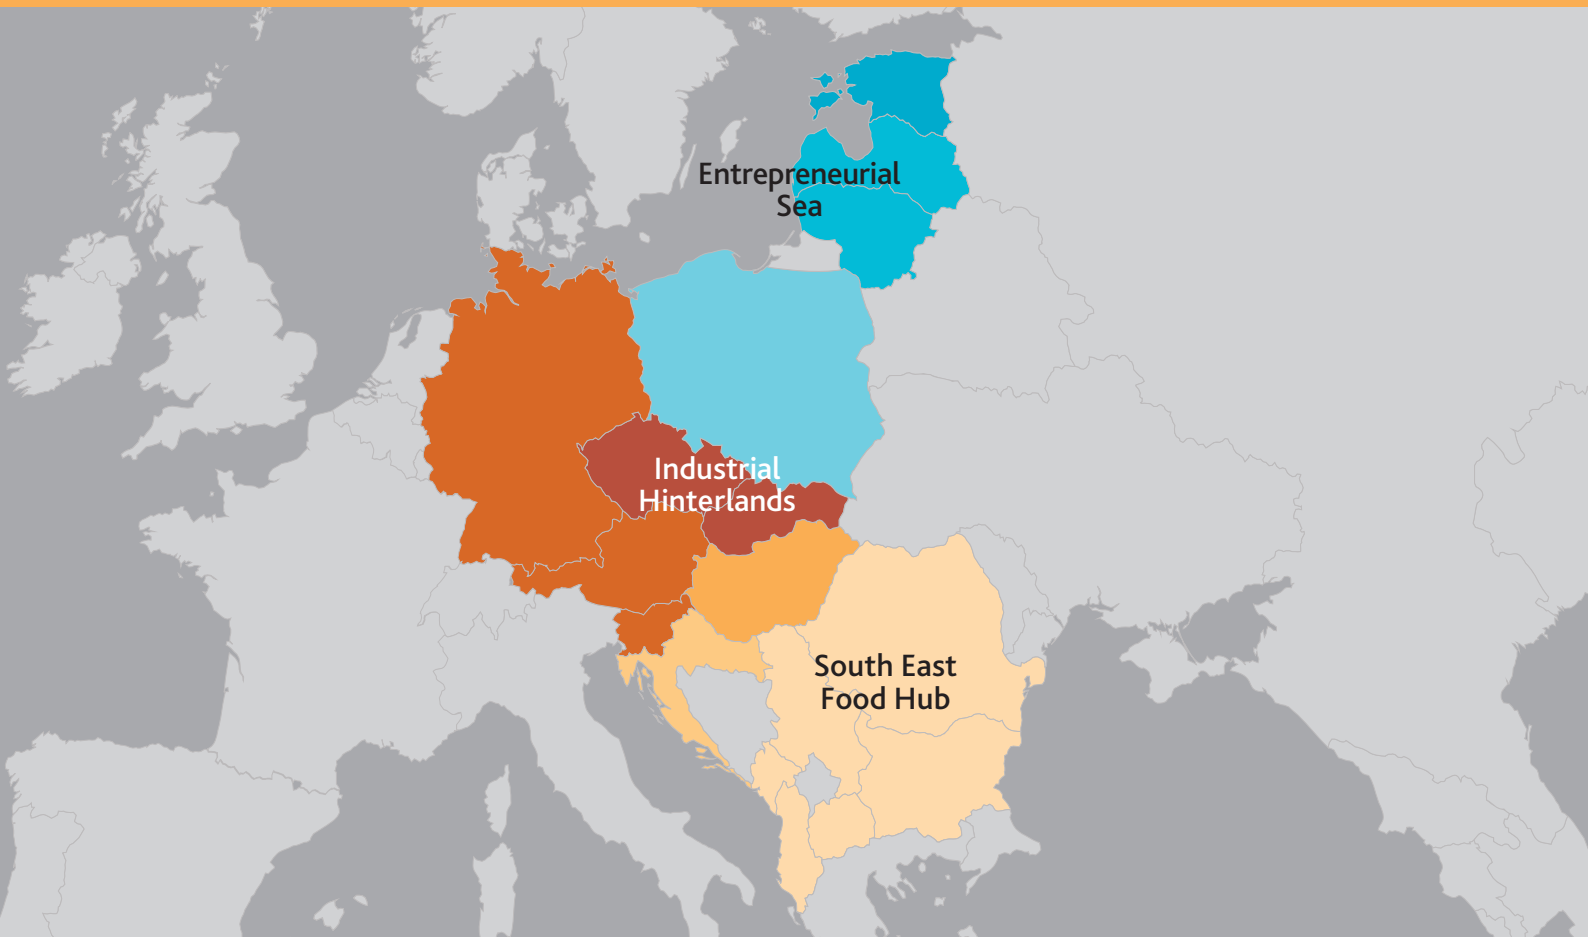 Entrepreneurial
Sea
Industrial
Hinterlands
South East
Food Hub